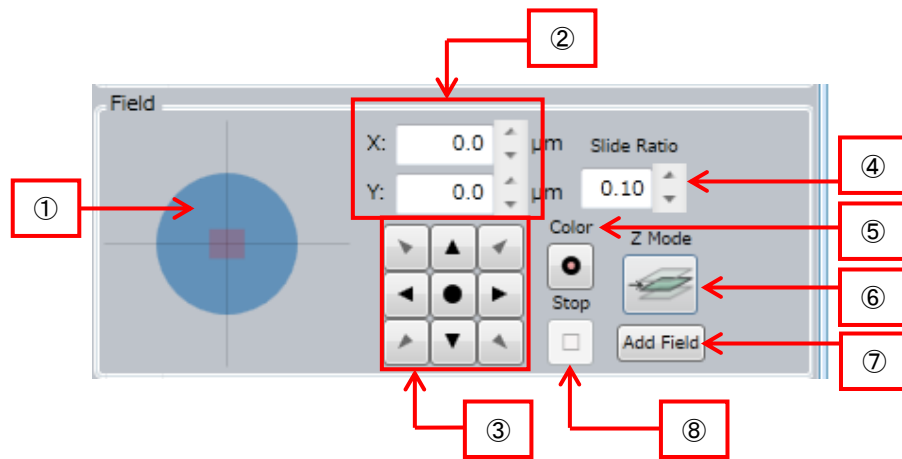 ②
Field
X: 0.0 µm Slide Ratio
④
Y: 0.0 µm 0.10
①
Color
⑤
Z Mode
⑥
Stop
Add Field
⑦
③
⑧